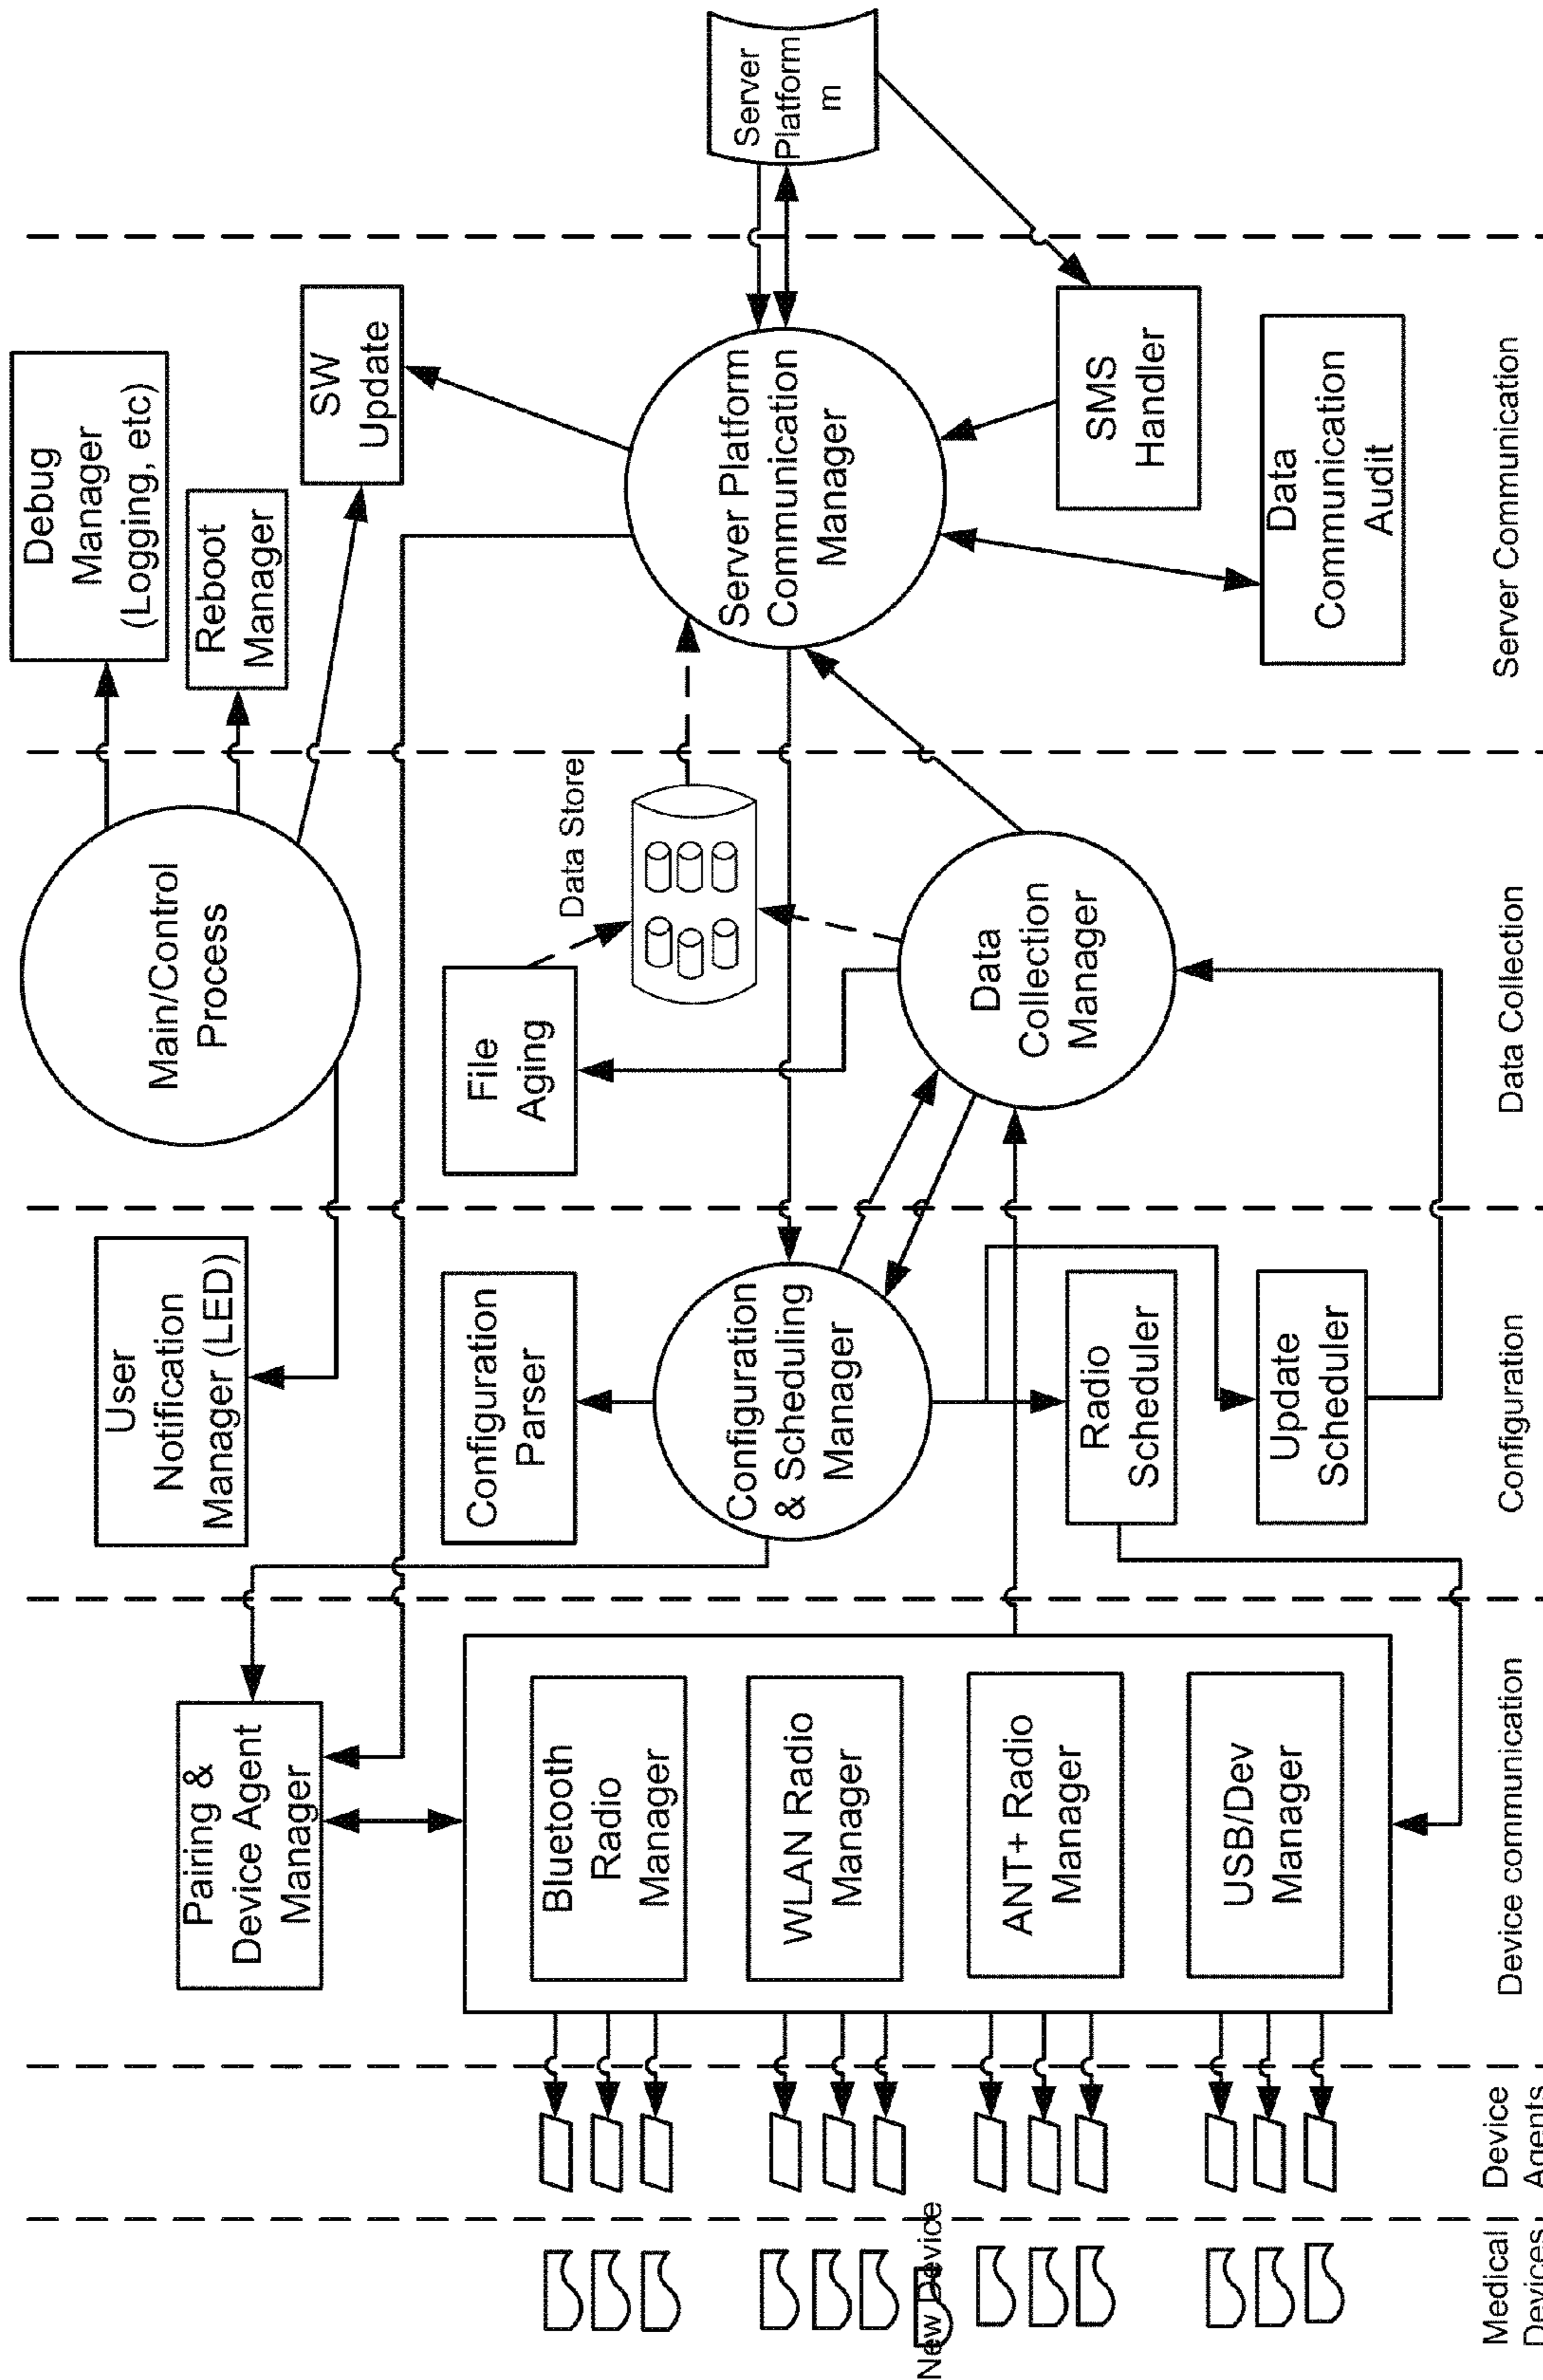 Debug
Manager
(Logging, etc)
Reboot
Manager
SW
Update
Server
Platfor
m
Server Platform
Communication
Manager
SMS
Handler
Data
Communication
Audit
Server Communication
Main/Control
Process
Data Store
File
Aging
Data
Collection
Manager
Data Collection
User
Notification
Manager (LED)
Configuration
Parser
Configuration
& Scheduling
Manager
Radio
Scheduler
Update
Scheduler
Configuration
Pairing &
Device Agent
Manager
Bluetooth
Radio
Manager
WLAN Radio
Manager
ANT+ Radio
Manager
USB/Dev
Manager
Device communication
Device
Agents
New Device
Medical
Devices